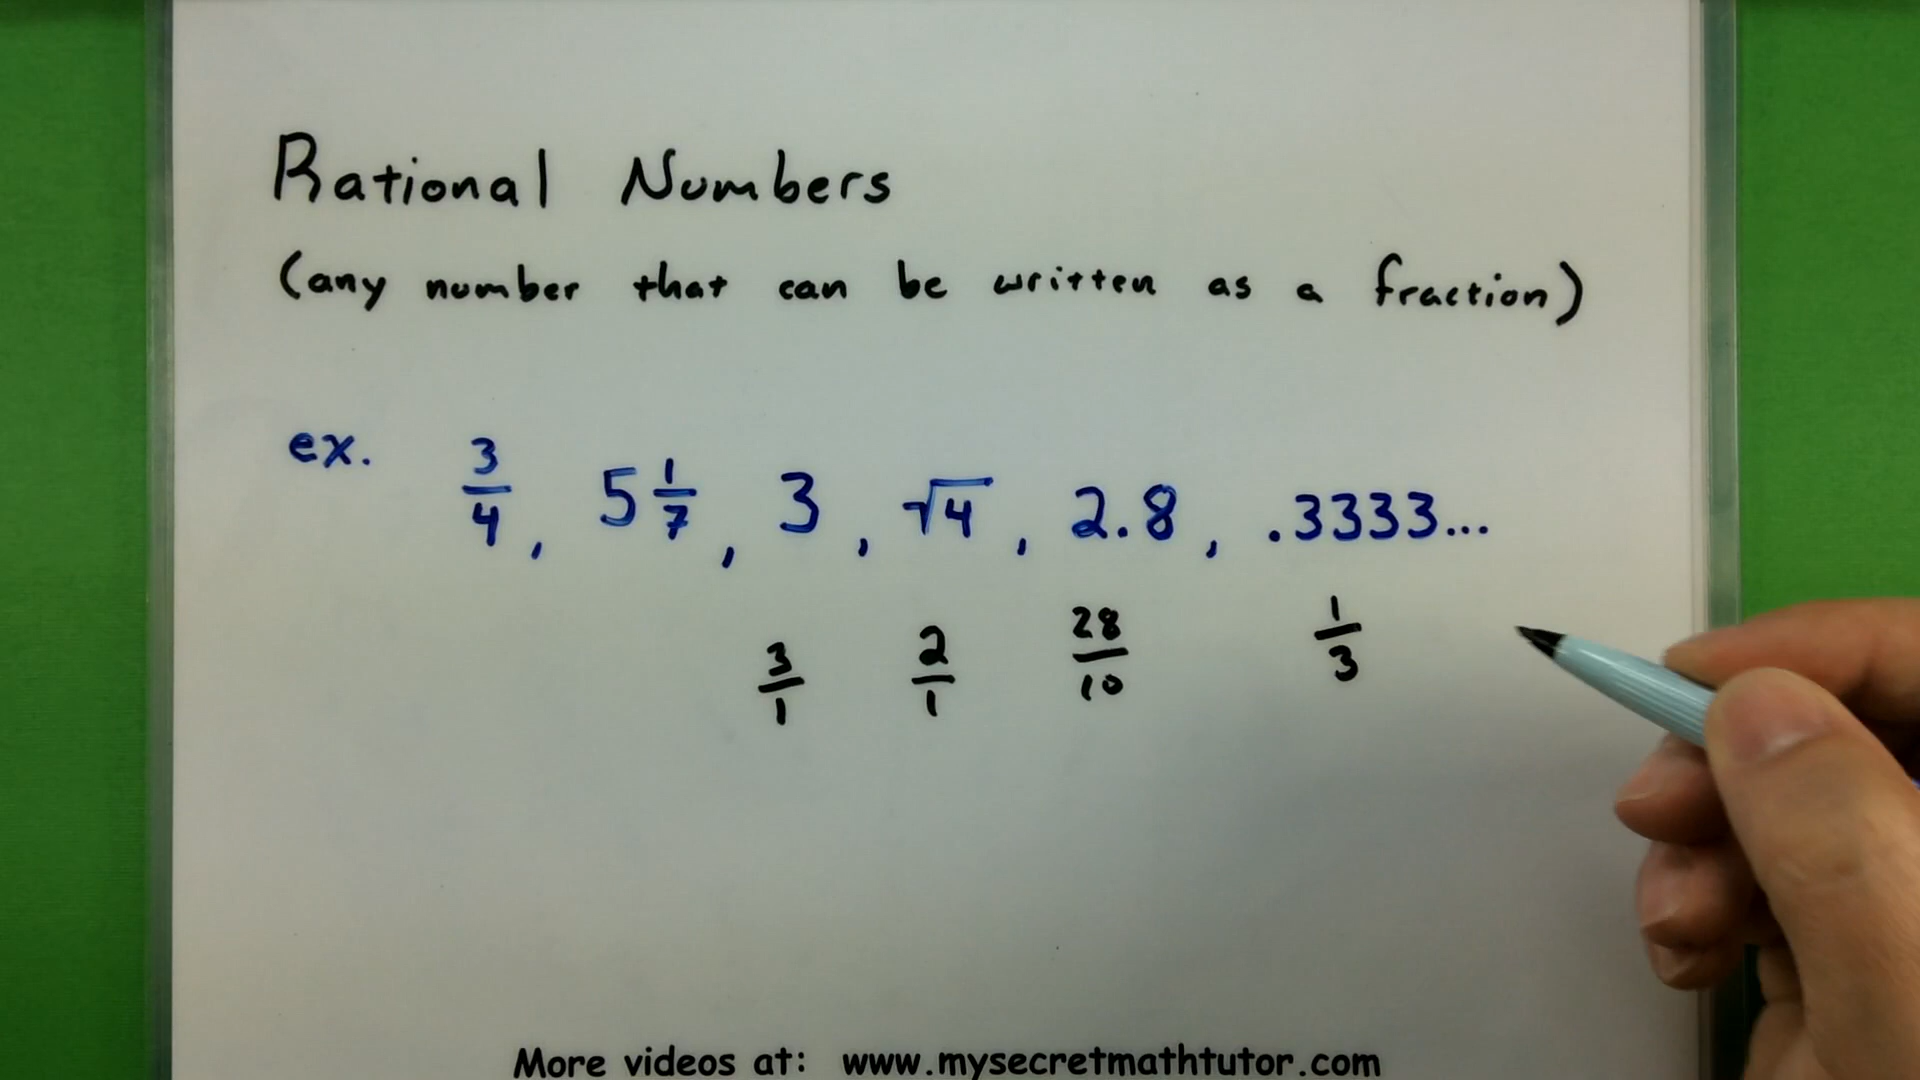 Rational Numbers
(any number that can be written as a fraction)
ex. 3/4, 5 1/7, 3, √4, 2.8, .3333...
3/1 2/1 28/10 1/3
More videos at: www.mysecretmathtutor.com